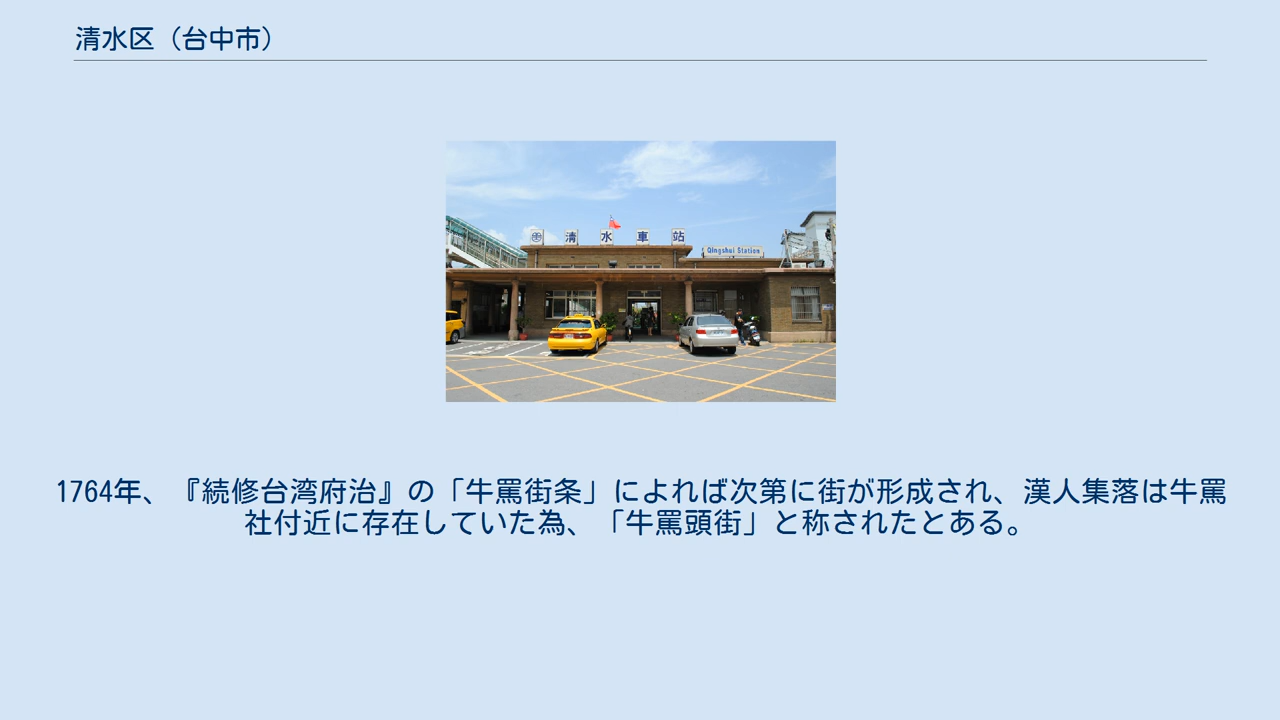 清水区（台中市）
清水車站
Qingshui Station
1764年、『続修台湾府治』の「牛罵街条」によれば次第に街が形成され、漢人集落は牛罵
社付近に存在していた為、「牛罵頭街」と称されたとある。